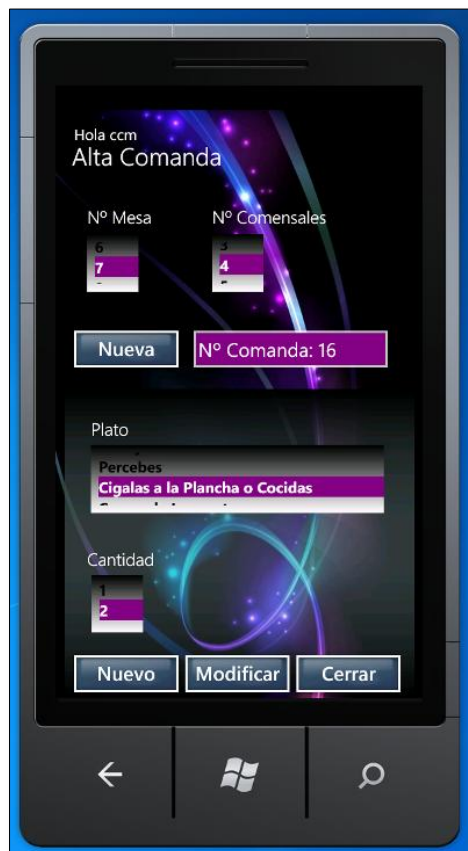 Hola ccm
Alta Comanda
Nº Mesa
Nº Comensales
6
7
3
4
5
Nueva
Nº Comanda: 16
Plato
Percebes
Cigalas a la Plancha o Cocidas
Cantidad
1
2
Nuevo
Modificar
Cerrar